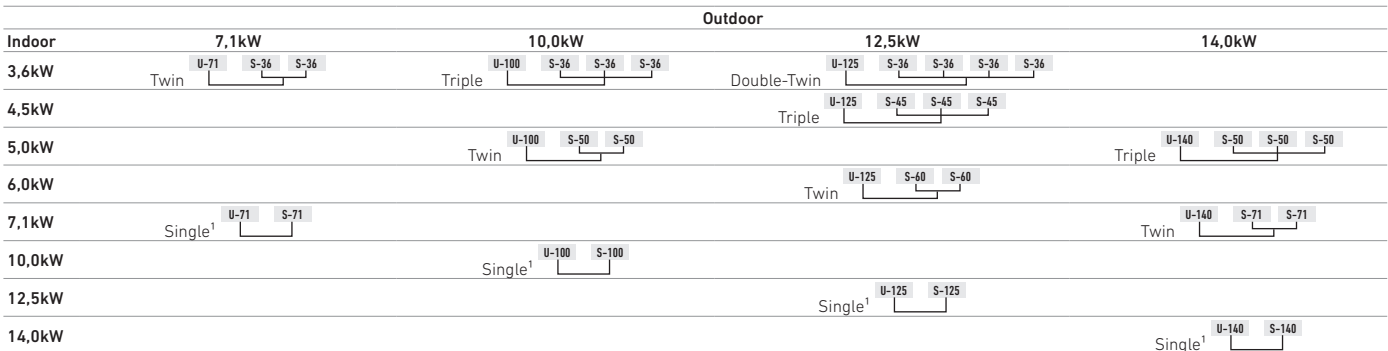 Outdoor
Indoor 7,1kW 10,0kW 12,5kW 14,0kW
3,6kW Twin U-71 S-36 S-36 Triple U-100 S-36 S-36 S-36 Double-Twin U-125 S-36 S-36 S-36 S-36
4,5kW Triple U-125 S-45 S-45 S-45
5,0kW Twin U-100 S-50 S-50 Triple U-140 S-50 S-50 S-50
6,0kW Twin U-125 S-60 S-60
7,1kW Single¹ U-71 S-71 Twin U-140 S-71 S-71
10,0kW Single¹ U-100 S-100
12,5kW Single¹ U-125 S-125
14,0kW Single¹ U-140 S-140